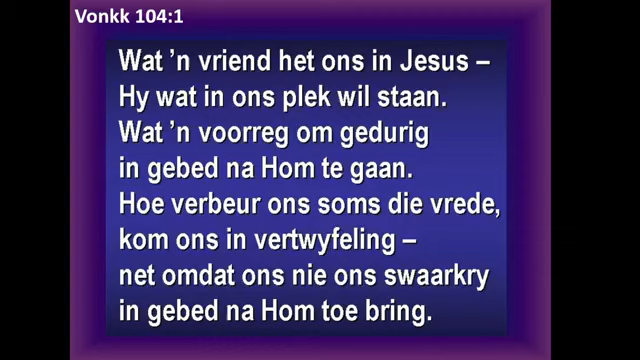 Vonkk 104:1
Wat ’n vriend het ons in Jesus –
Hy wat in ons plek wil staan.
Wat ’n voorreg om gedurig
in gebed na Hom te gaan.
Hoe verbeur ons soms die vrede,
kom ons in vertwyfeling –
net omdat ons nie ons swaarkry
in gebed na Hom toe bring.